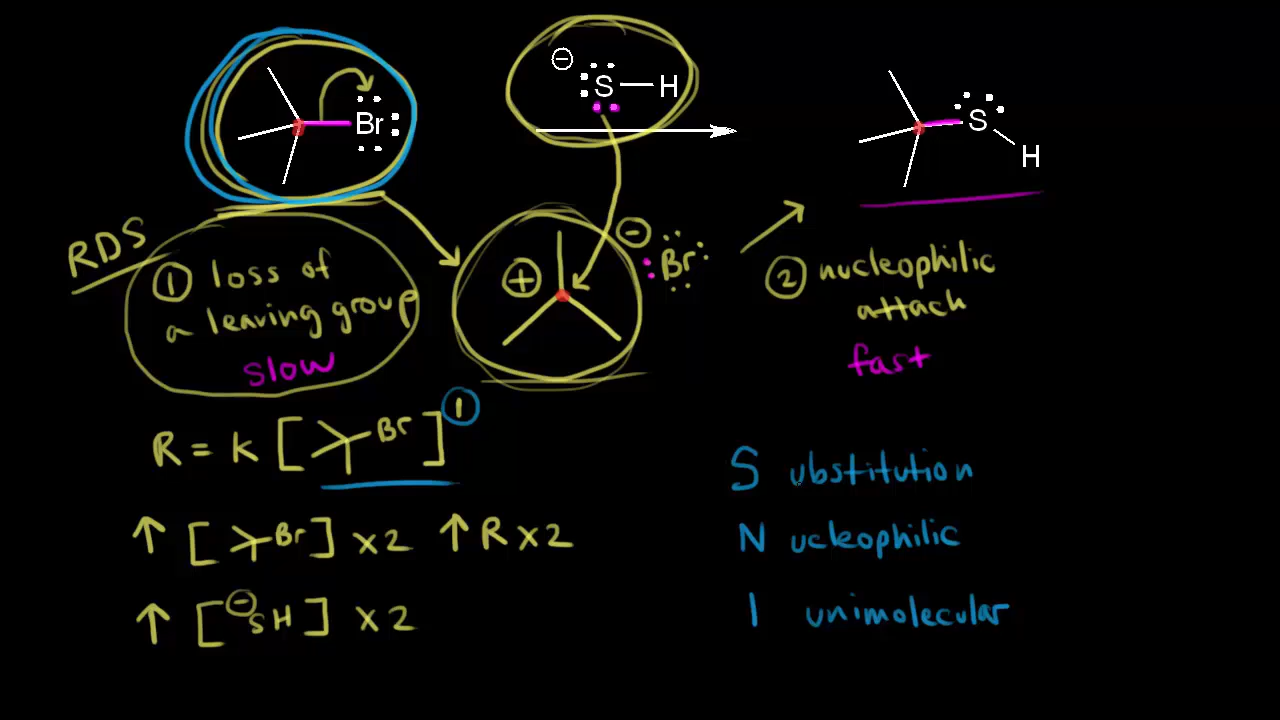 Br
⊖
S—H
S
H
RDS
① loss of
a leaving group
slow
⊕
⊖
Br
② nucleophilic
attack
fast
R = k [ Br ]①
↑ [ Br ] x2 ↑ R x2
↑ [ ⊖SH ] x2
S ubstitution
N ucleophilic
1 unimolecular